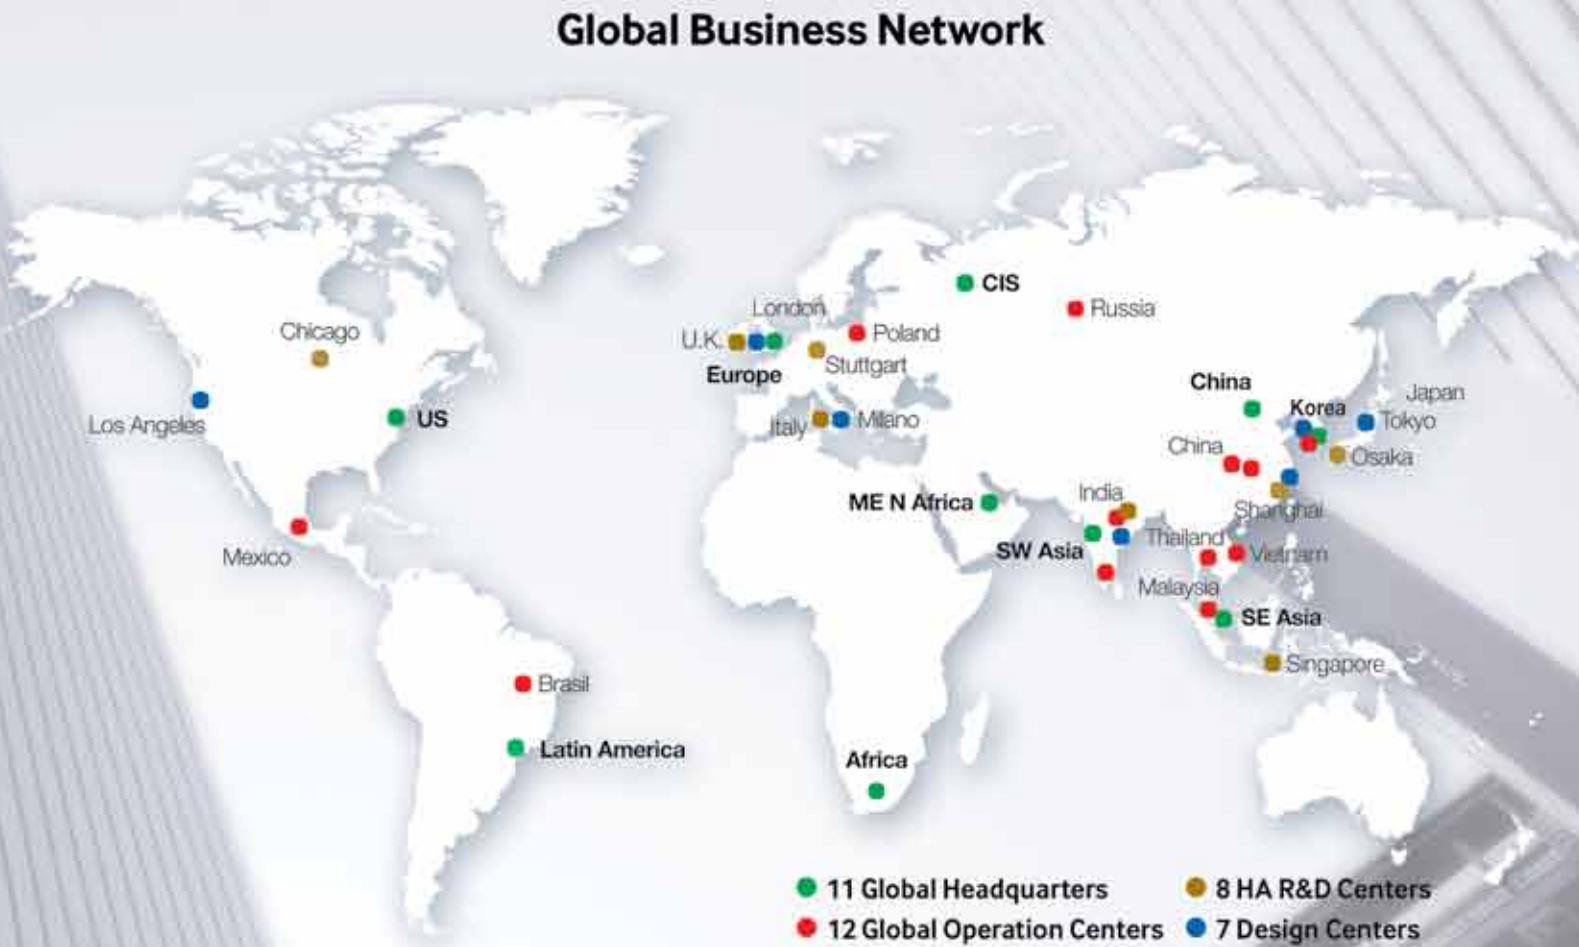 Global Business Network
CIS
London
Russia
Chicago
U.K.
Poland
Stuttgart
Europe
China
Japan
Korea
Los Angeles
US
Italy
Milano
Tokyo
China
Osaka
India
ME N Africa
Shanghai
Thailand
SW Asia
Vietnam
Mexico
Malaysia
SE Asia
Singapore
Brasil
Latin America
Africa
11 Global Headquarters
8 HA R&D Centers
12 Global Operation Centers
7 Design Centers